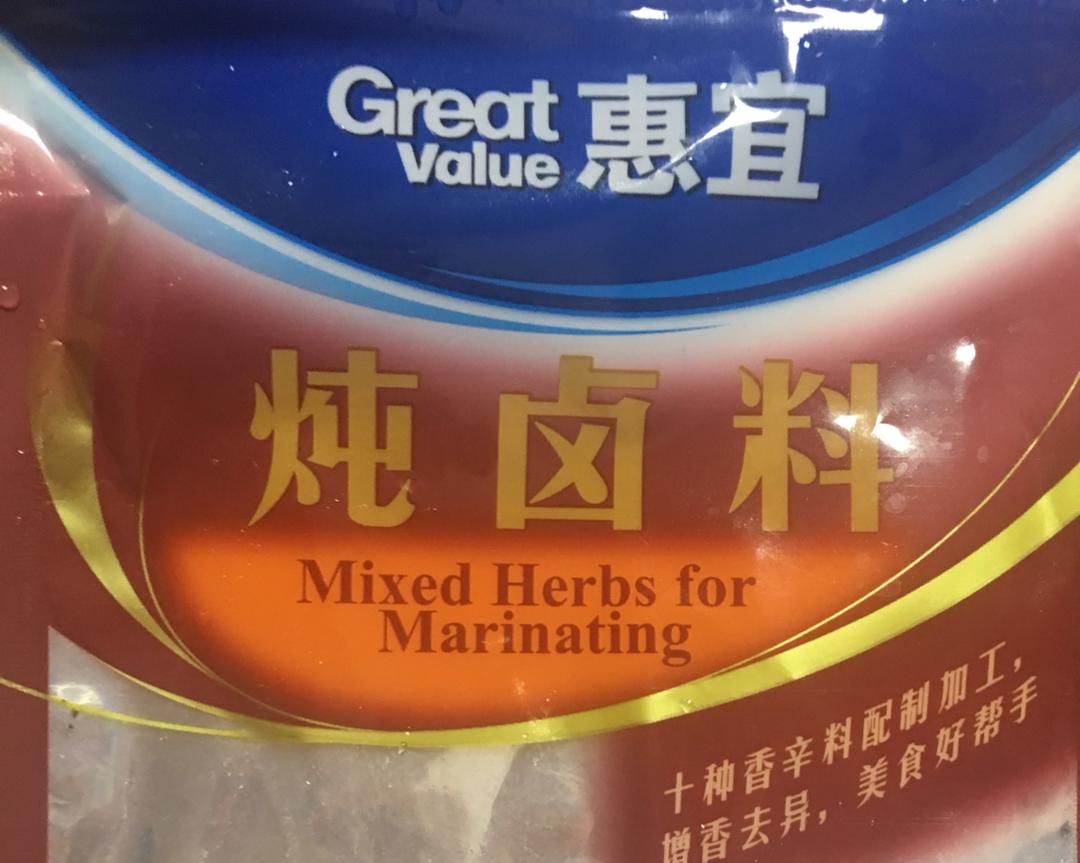 Great Value 惠宜
炖卤料
Mixed Herbs for
Marinating
十种香辛料配制加工，
增香去异，美食好帮手